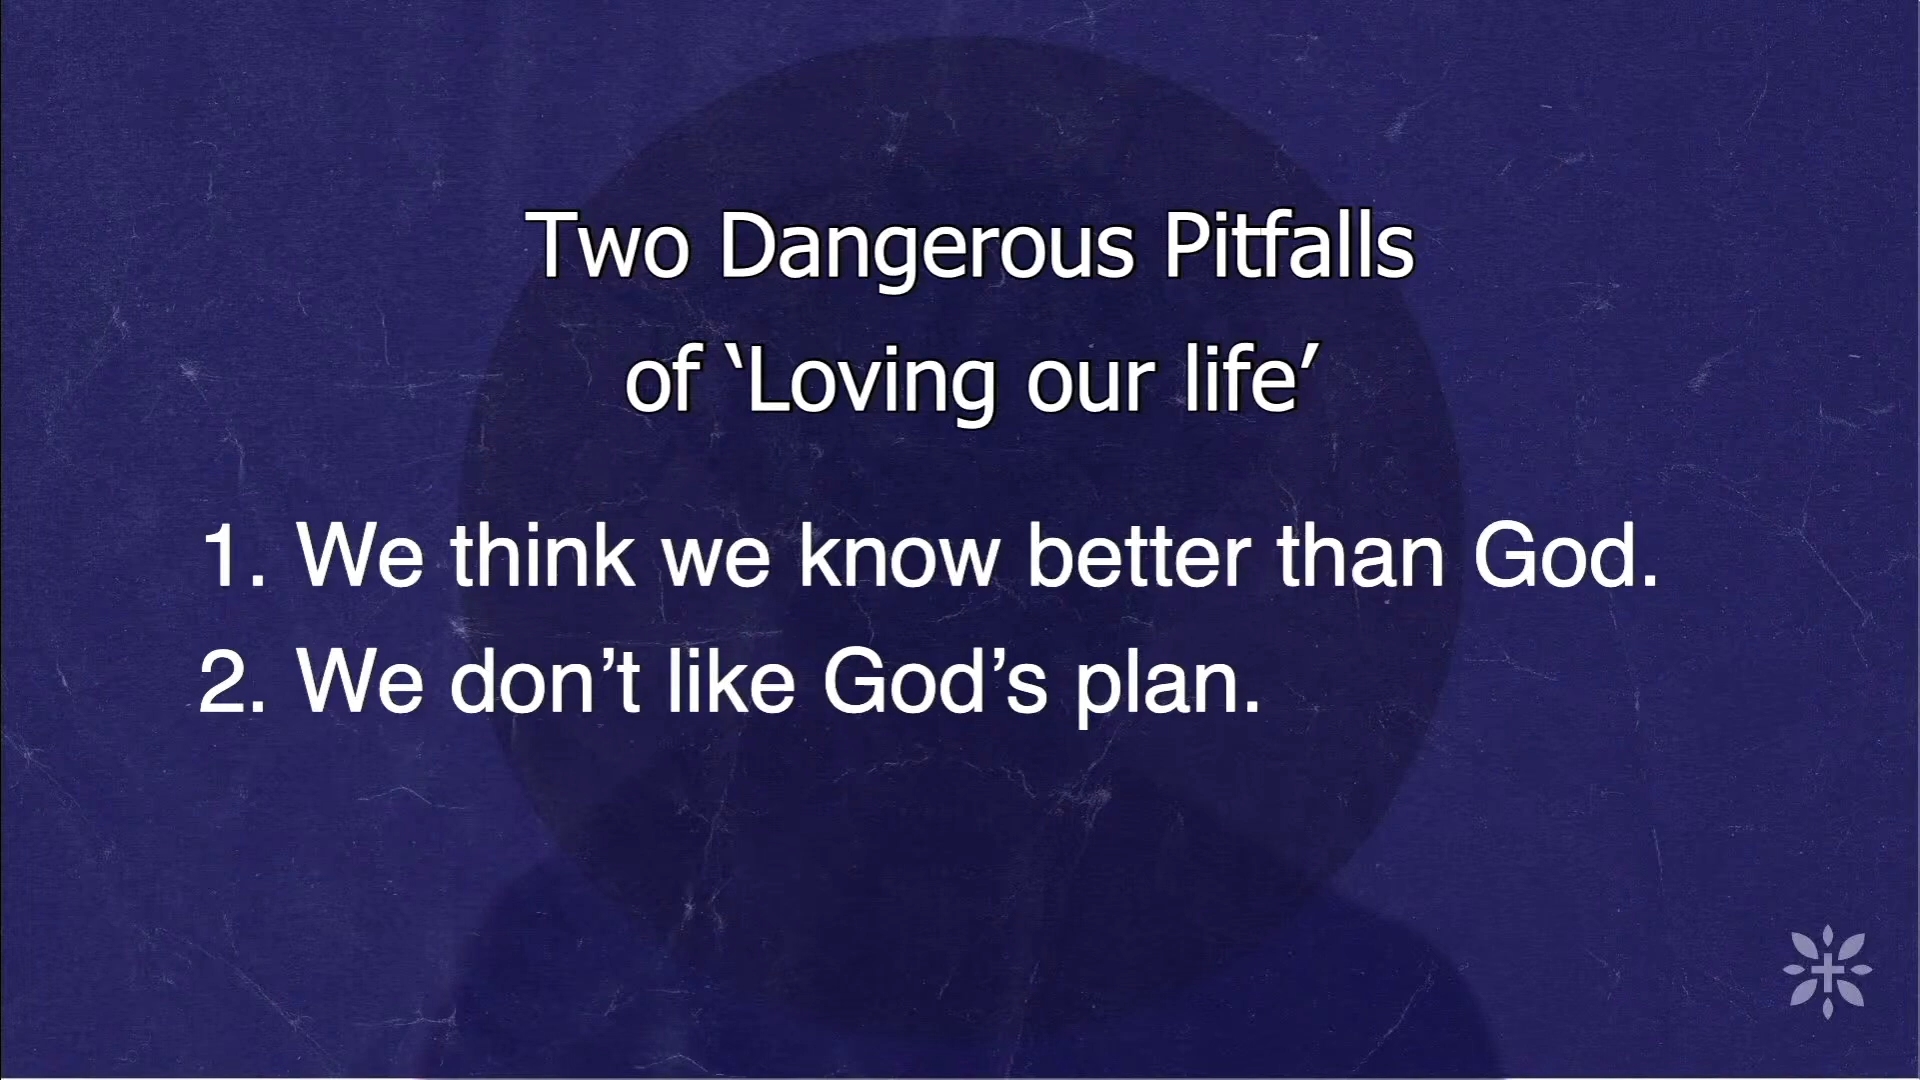 Two Dangerous Pitfalls
of ‘Loving our life’
1. We think we know better than God.
2. We don’t like God’s plan.